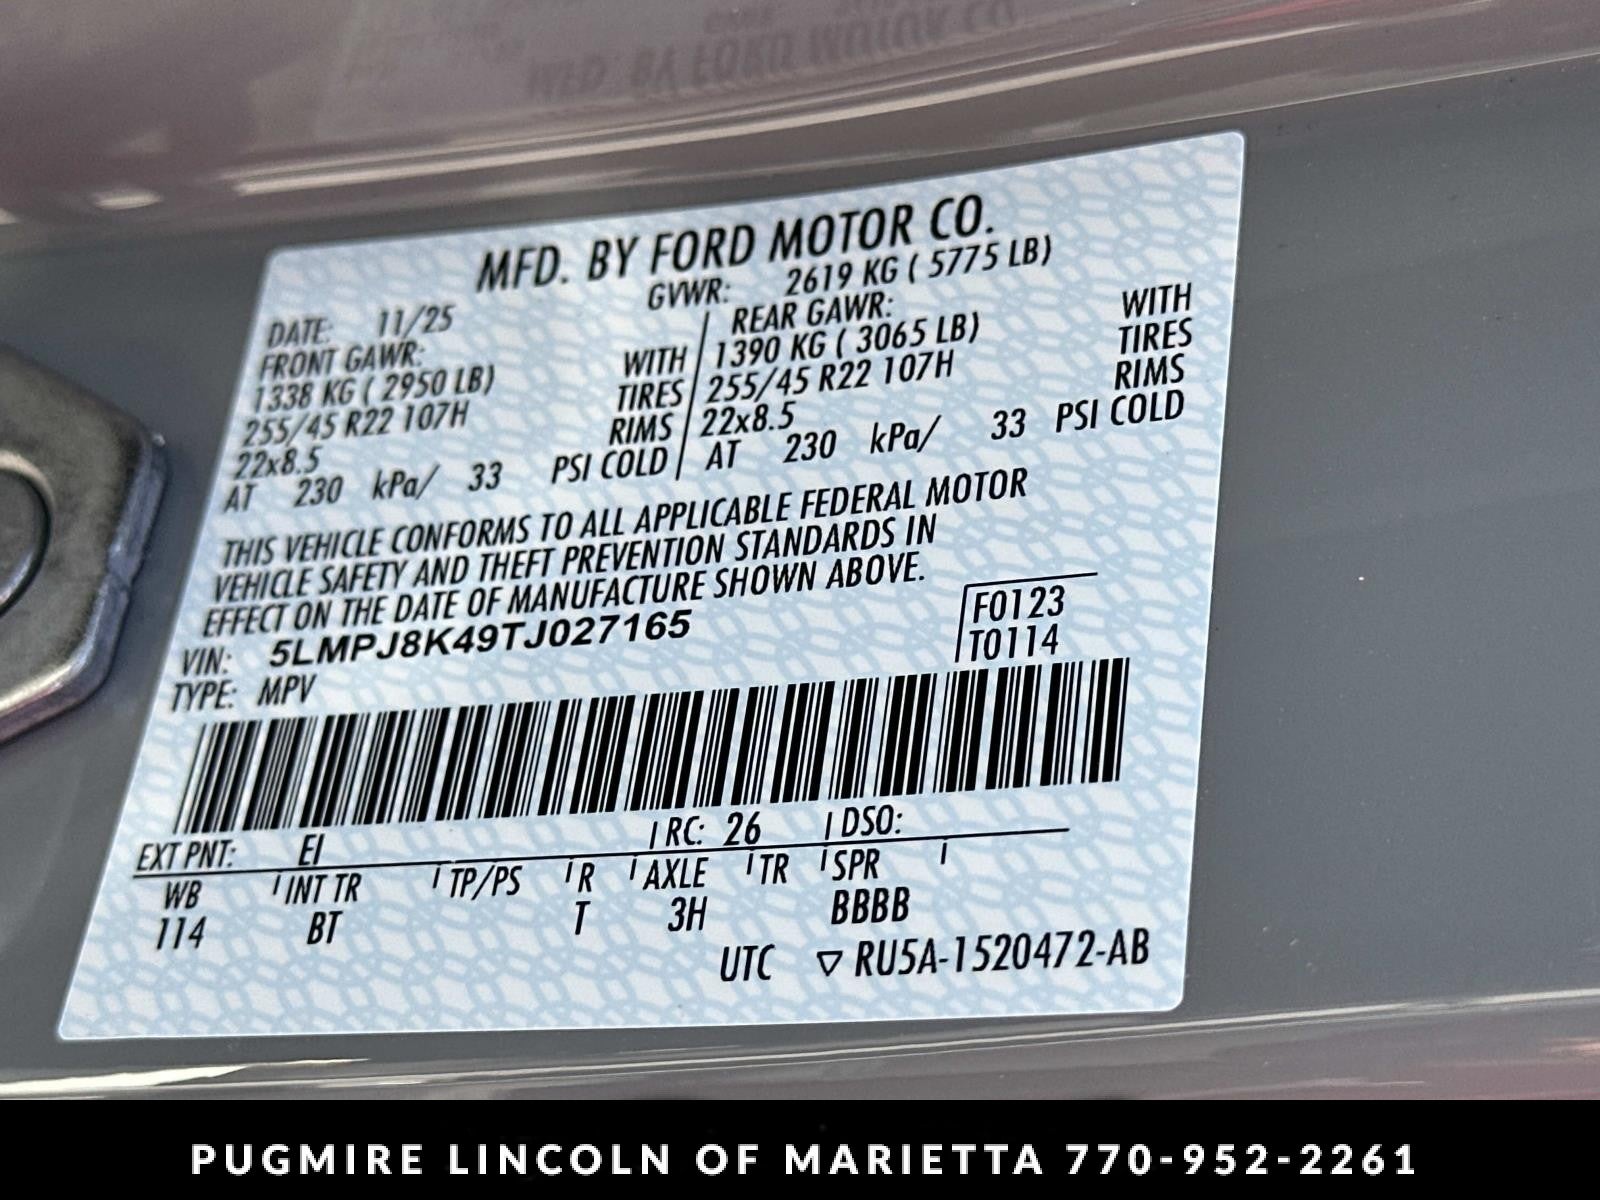 MFD. BY FORD MOTOR CO.
DATE: 11/25 GVWR: 2619 KG ( 5775 LB)
FRONT GAWR: REAR GAWR: WITH
1338 KG ( 2950 LB) WITH 1390 KG ( 3065 LB) TIRES
255/45 R22 107H TIRES 255/45 R22 107H RIMS
22x8.5 RIMS 22x8.5
AT 230 kPa/ 33 PSI COLD AT 230 kPa/ 33 PSI COLD
THIS VEHICLE CONFORMS TO ALL APPLICABLE FEDERAL MOTOR
VEHICLE SAFETY AND THEFT PREVENTION STANDARDS IN
EFFECT ON THE DATE OF MANUFACTURE SHOWN ABOVE.
VIN: 5LMPJ8K49TJ027165 F0123
TYPE: MPV T0114
EXT PNT: EI RC: 26 DSO:
WB INT TR TP/PS R AXLE TR SPR
114 BT T 3H BBBB
UTC ▽ RU5A-1520472-AB
PUGMIRE LINCOLN OF MARIETTA 770-952-2261